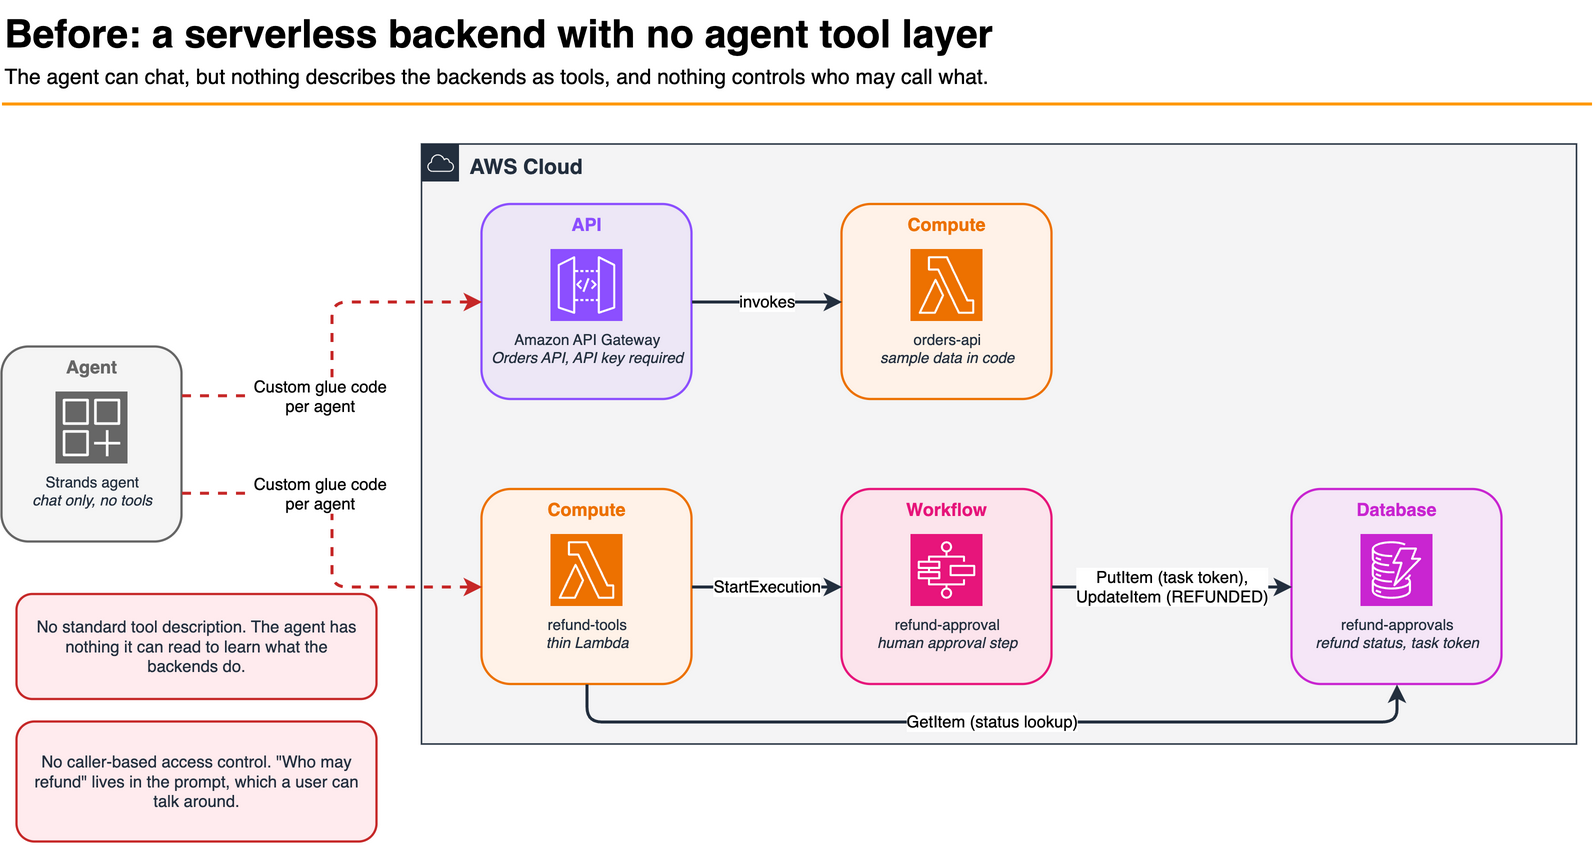 Before: a serverless backend with no agent tool layer
The agent can chat, but nothing describes the backends as tools, and nothing controls who may call what.
AWS Cloud
API
Amazon API Gateway
Orders API, API key required
invokes
Compute
orders-api
sample data in code
Agent
Strands agent
chat only, no tools
Custom glue code
per agent
Custom glue code
per agent
Compute
refund-tools
thin Lambda
StartExecution
Workflow
refund-approval
human approval step
PutItem (task token),
UpdateItem (REFUNDED)
Database
refund-approvals
refund status, task token
GetItem (status lookup)
No standard tool description. The agent has
nothing it can read to learn what the
backends do.
No caller-based access control. "Who may
refund" lives in the prompt, which a user can
talk around.